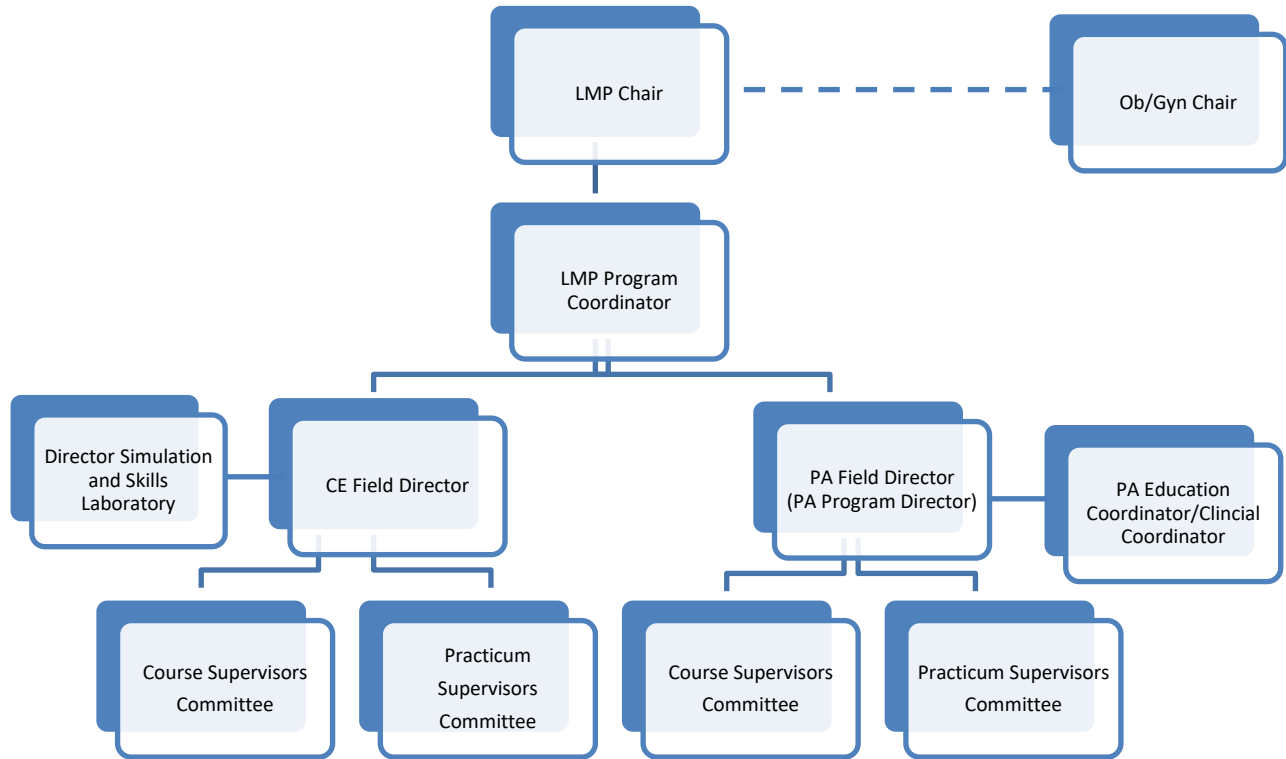 LMP Chair
Ob/Gyn Chair
LMP Program
Coordinator
Director Simulation
and Skills
Laboratory
CE Field Director
PA Field Director
(PA Program Director)
PA Education
Coordinator/Clincial
Coordinator
Course Supervisors
Committee
Practicum
Supervisors
Committee
Course Supervisors
Committee
Practicum Supervisors
Committee